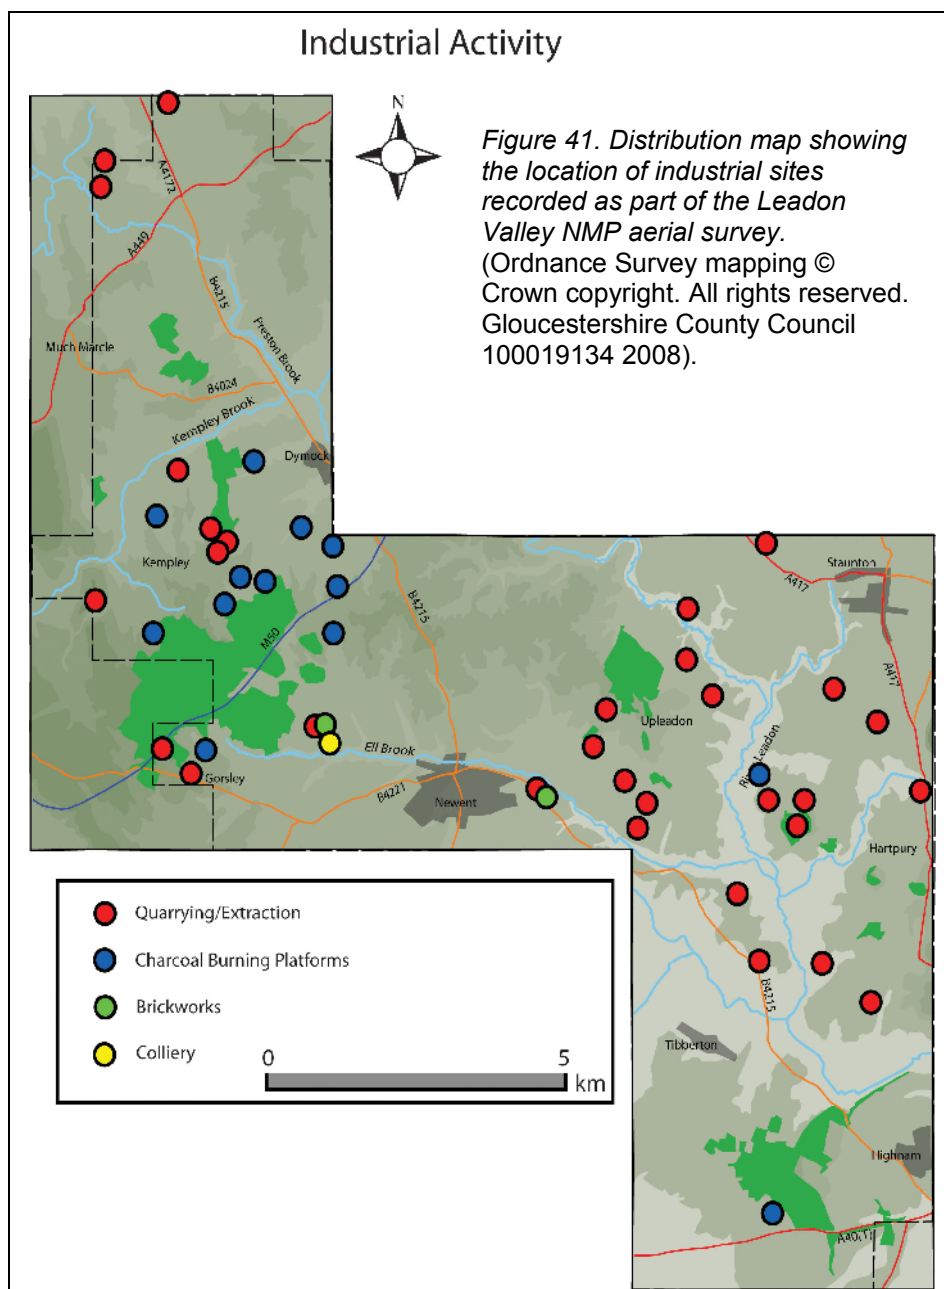 Industrial Activity
N
Figure 41. Distribution map showing
the location of industrial sites
recorded as part of the Leadon
Valley NMP aerial survey.
(Ordnance Survey mapping ©
Crown copyright. All rights reserved.
Gloucestershire County Council
100019134 2008).
A4172
A449
B4215
Preston Brook
Much Marcle
B4024
Kempley Brook
Dymock
Kempley
Staunton
A417
B4215
M50
A417
Upleadon
River Leadon
Ell Brook
Gorsley
B4221
Newent
Hartpury
Quarrying/Extraction
Charcoal Burning Platforms
Brickworks
Colliery
0 5
km
B4215
Tibberton
Highnam
A40(T)